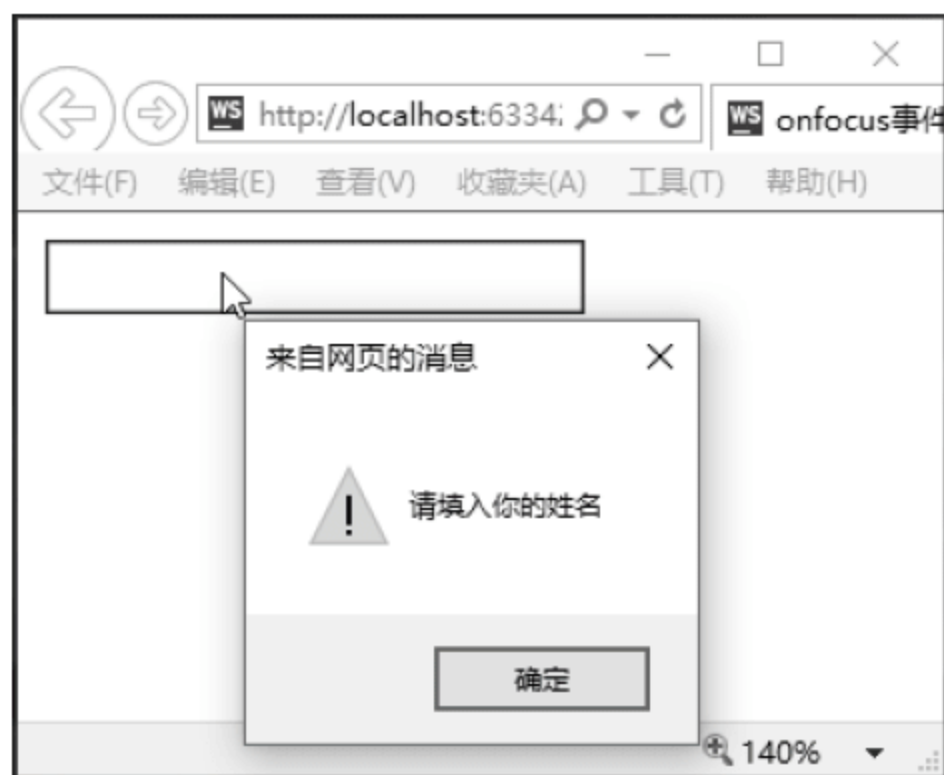 WS http://localhost:6334 WS onfocus事件
文件(F) 编辑(E) 查看(V) 收藏夹(A) 工具(T) 帮助(H)
来自网页的消息
!
请填入你的姓名
确定
140%